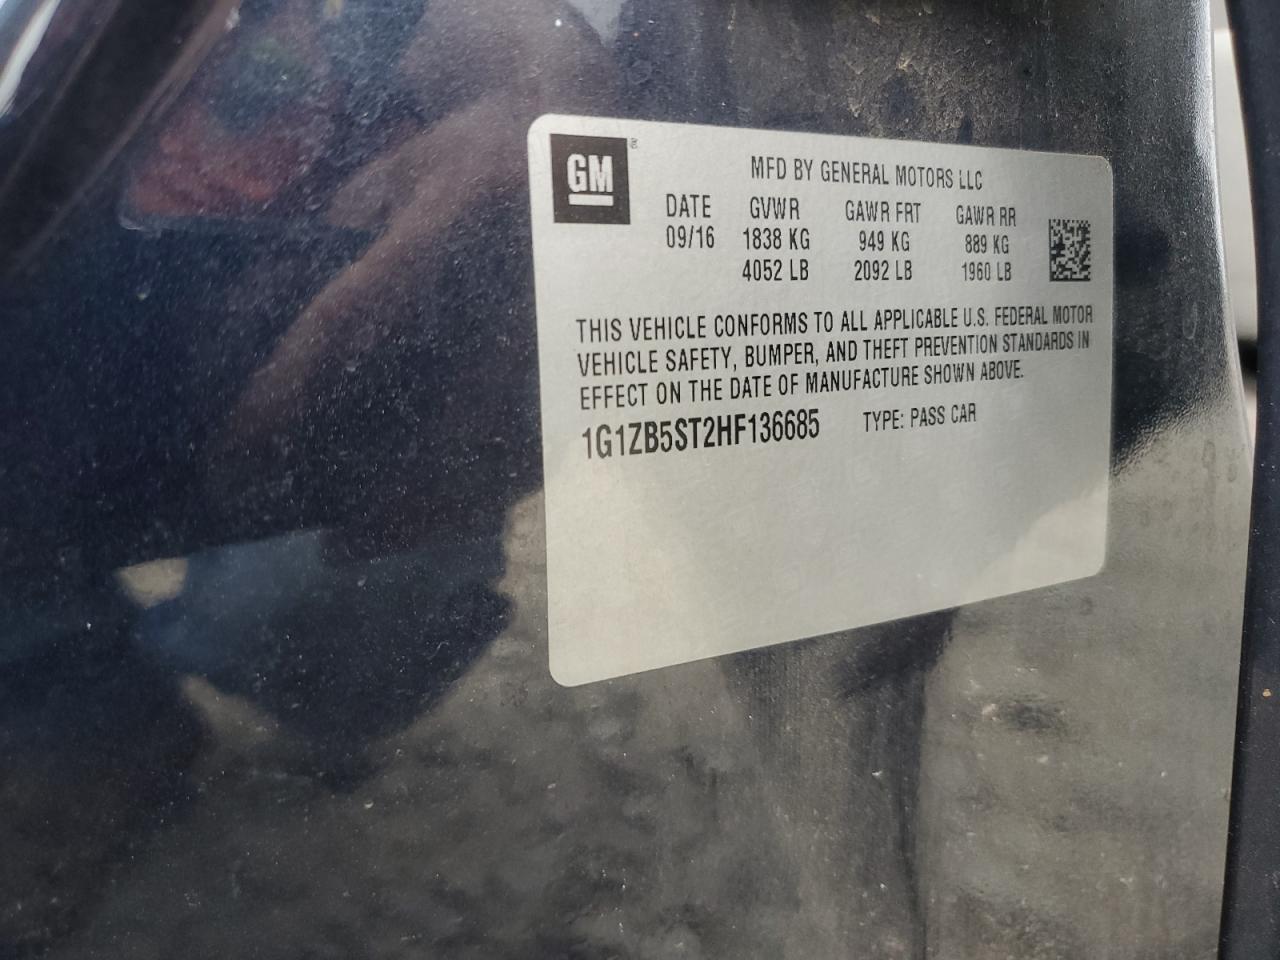 GM
MFD BY GENERAL MOTORS LLC
DATE GVWR GAWR FRT GAWR RR
09/16 1838 KG 949 KG 889 KG
4052 LB 2092 LB 1960 LB
THIS VEHICLE CONFORMS TO ALL APPLICABLE U.S. FEDERAL MOTOR
VEHICLE SAFETY, BUMPER, AND THEFT PREVENTION STANDARDS IN
EFFECT ON THE DATE OF MANUFACTURE SHOWN ABOVE.
1G1ZB5ST2HF136685 TYPE: PASS CAR